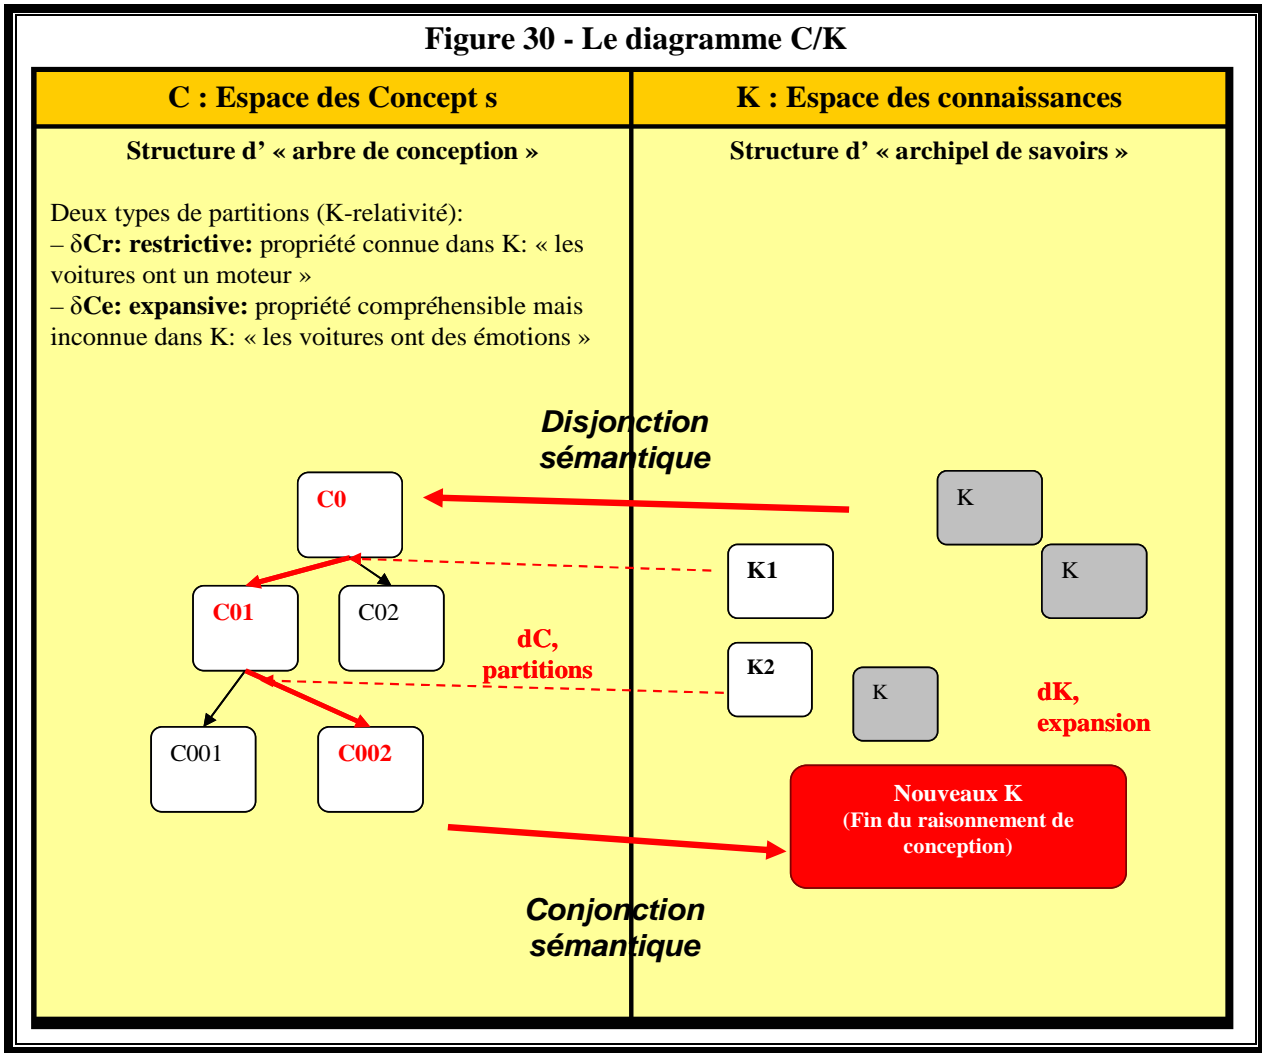 Figure 30 - Le diagramme C/K
C : Espace des Concept s
K : Espace des connaissances
Structure d' « arbre de conception »
Structure d' « archipel de savoirs »
Deux types de partitions (K-relativité):
– δCr: restrictive: propriété connue dans K: « les
voitures ont un moteur »
– δCe: expansive: propriété compréhensible mais
inconnue dans K: « les voitures ont des émotions »
Disjonction
sémantique
C0
K
K1
K
C01
C02
dC,
partitions
K2
K
dK,
expansion
C001
C002
Nouveaux K
(Fin du raisonnement de
conception)
Conjonction
sémantique